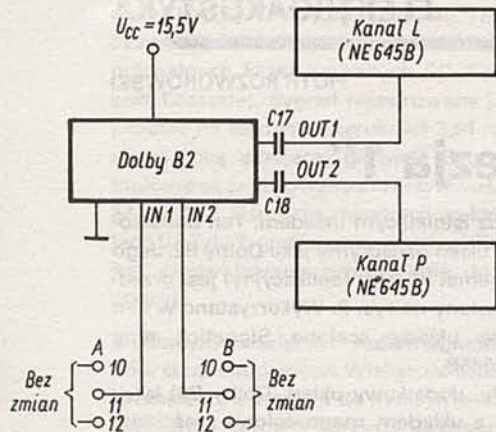 U_CC=15,5V
Kanał L
(NE645B)
C17
OUT1
Dolby B2
OUT2
C18
IN1
IN2
Kanał P
(NE645B)
A
B
10
10
Bez
zmian
11
11
Bez
zmian
12
12